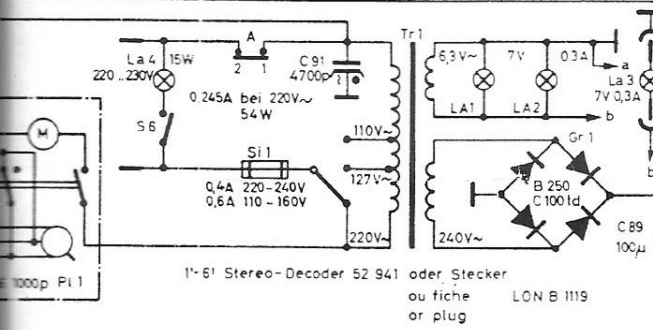 Tr 1
La 4 15W
220 ..230V
A
2 1
C 91
4700p
6,3V~ 7V 0,3A
a
La 3
7V 0,3A
0.245A bei 220V~
54W
LA1 LA2
b
M
S6
110V~
Gr 1
Si 1
127V~
B 250
C 100 td
b
0,4A 220-240V
0,6A 110-160V
220V~
240V~
C 89
100µ
1000p Pl 1
1'-6' Stereo-Decoder 52 941 oder Stecker
ou fiche LON B 1119
or plug